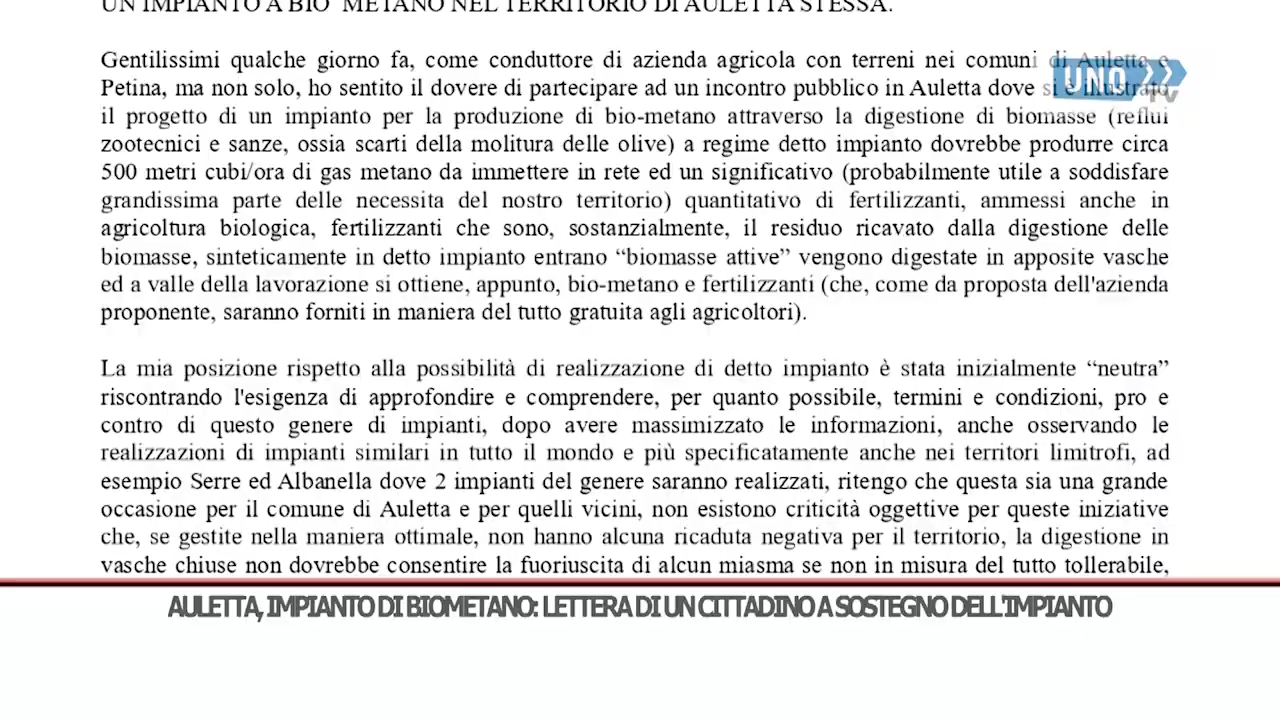 UN IMPIANTO A BIO METANO NEL TERRITORIO DI AULETTA STESSA.
Gentilissimi qualche giorno fa, come conduttore di azienda agricola con terreni nei comuni di Auletta e
Petina, ma non solo, ho sentito il dovere di partecipare ad un incontro pubblico in Auletta dove si è illustrato
il progetto di un impianto per la produzione di bio-metano attraverso la digestione di biomasse (reflui
zootecnici e sanze, ossia scarti della molitura delle olive) a regime detto impianto dovrebbe produrre circa
500 metri cubi/ora di gas metano da immettere in rete ed un significativo (probabilmente utile a soddisfare
grandissima parte delle necessita del nostro territorio) quantitativo di fertilizzanti, ammessi anche in
agricoltura biologica, fertilizzanti che sono, sostanzialmente, il residuo ricavato dalla digestione delle
biomasse, sinteticamente in detto impianto entrano “biomasse attive” vengono digestate in apposite vasche
ed a valle della lavorazione si ottiene, appunto, bio-metano e fertilizzanti (che, come da proposta dell'azienda
proponente, saranno forniti in maniera del tutto gratuita agli agricoltori).
La mia posizione rispetto alla possibilità di realizzazione di detto impianto è stata inizialmente “neutra”
riscontrando l'esigenza di approfondire e comprendere, per quanto possibile, termini e condizioni, pro e
contro di questo genere di impianti, dopo avere massimizzato le informazioni, anche osservando le
realizzazioni di impianti similari in tutto il mondo e più specificatamente anche nei territori limitrofi, ad
esempio Serre ed Albanella dove 2 impianti del genere saranno realizzati, ritengo che questa sia una grande
occasione per il comune di Auletta e per quelli vicini, non esistono criticità oggettive per queste iniziative
che, se gestite nella maniera ottimale, non hanno alcuna ricaduta negativa per il territorio, la digestione in
vasche chiuse non dovrebbe consentire la fuoriuscita di alcun miasma se non in misura del tutto tollerabile,
UNO TV
AULETTA, IMPIANTO DI BIOMETANO: LETTERA DI UN CITTADINO A SOSTEGNO DELL'IMPIANTO